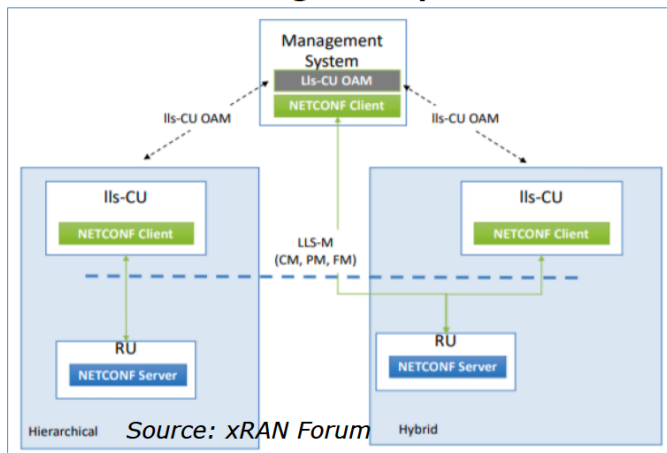 Management
System
Lls-CU OAM
NETCONF Client
lls-CU OAM
lls-CU OAM
lls-CU
NETCONF Client
lls-CU
NETCONF Client
LLS-M
(CM, PM, FM)
RU
NETCONF Server
RU
NETCONF Server
Hierarchical
Source: xRAN Forum
Hybrid